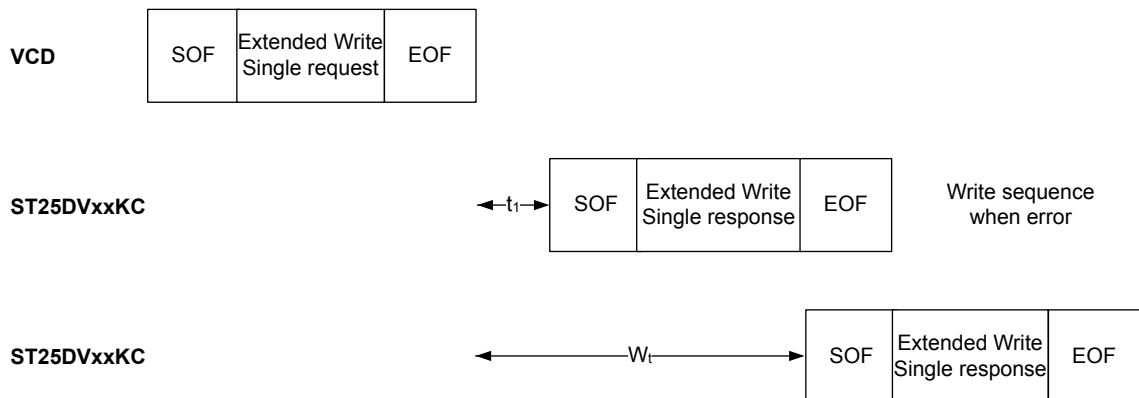 VCD
SOF
Extended Write
Single request
EOF
ST25DVxxKC
t1
SOF
Extended Write
Single response
EOF
Write sequence
when error
ST25DVxxKC
Wt
SOF
Extended Write
Single response
EOF